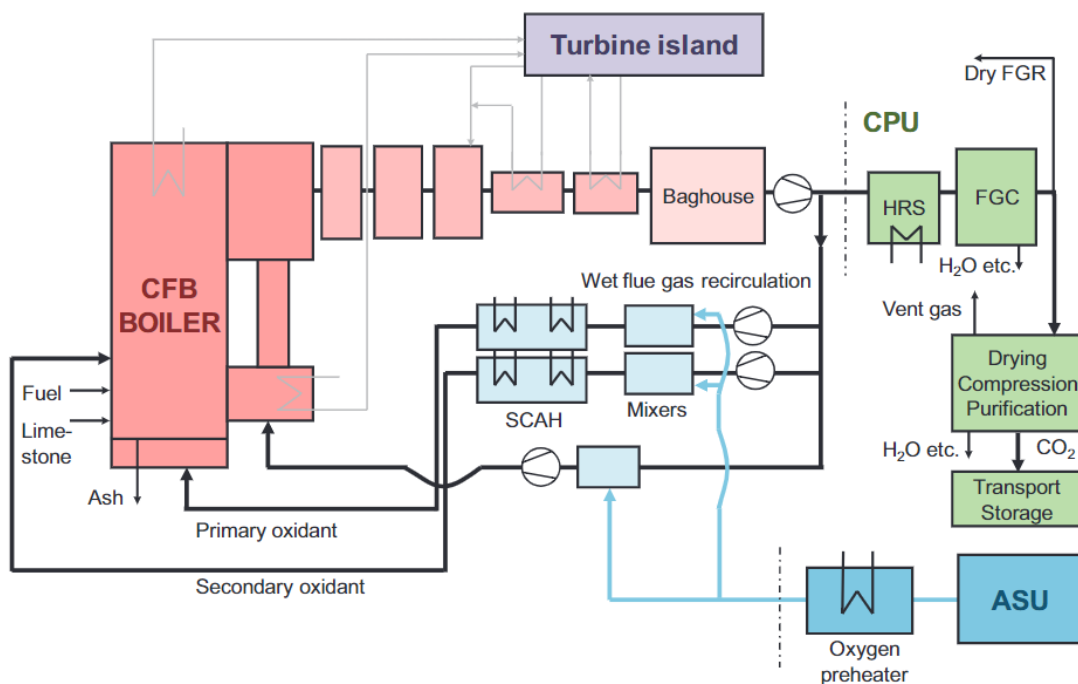 Turbine island
Dry FGR
CPU
CFB
BOILER
Baghouse
HRS
FGC
H₂O etc.
Wet flue gas recirculation
Vent gas
Drying
Compression
Purification
Fuel
Lime-
stone
SCAH
Mixers
H₂O etc.
CO₂
Ash
Transport
Storage
Primary oxidant
Secondary oxidant
ASU
Oxygen
preheater